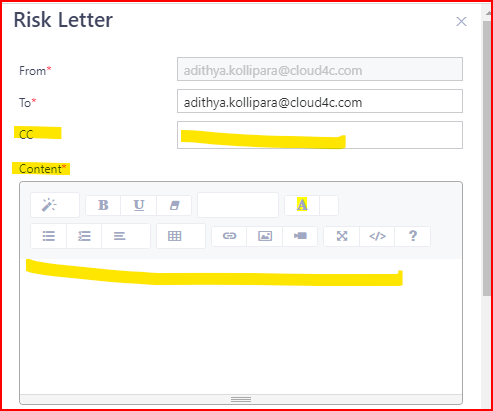 Risk Letter
From*
adithya.kollipara@cloud4c.com
To*
adithya.kollipara@cloud4c.com
CC
Content*
B U A
</> ?